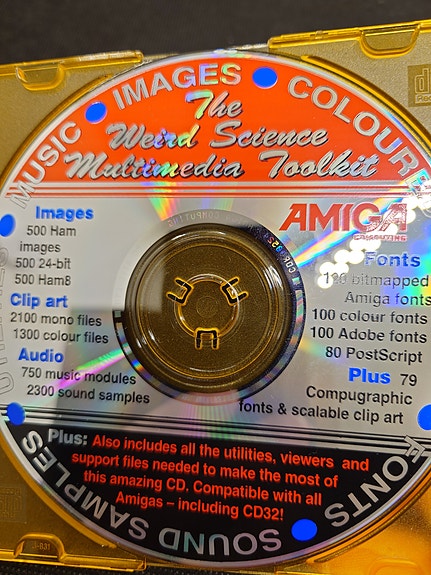 MUSIC IMAGES COLOUR
The
Weird Science
Multimedia Toolkit
AMIGA
COMPUTING
Images
500 Ham
images
500 24-bit
500 Ham8
Clip art
2100 mono files
1300 colour files
Audio
750 music modules
2300 sound samples
Fonts
120 bitmapped
Amiga fonts
100 colour fonts
100 Adobe fonts
80 PostScript
Plus 79
Compugraphic
fonts & scalable clip art
Plus: Also includes all the utilities, viewers and
support files needed to make the most of
this amazing CD. Compatible with all
Amigas – including CD32!
SOUND SAMPLES
FONTS